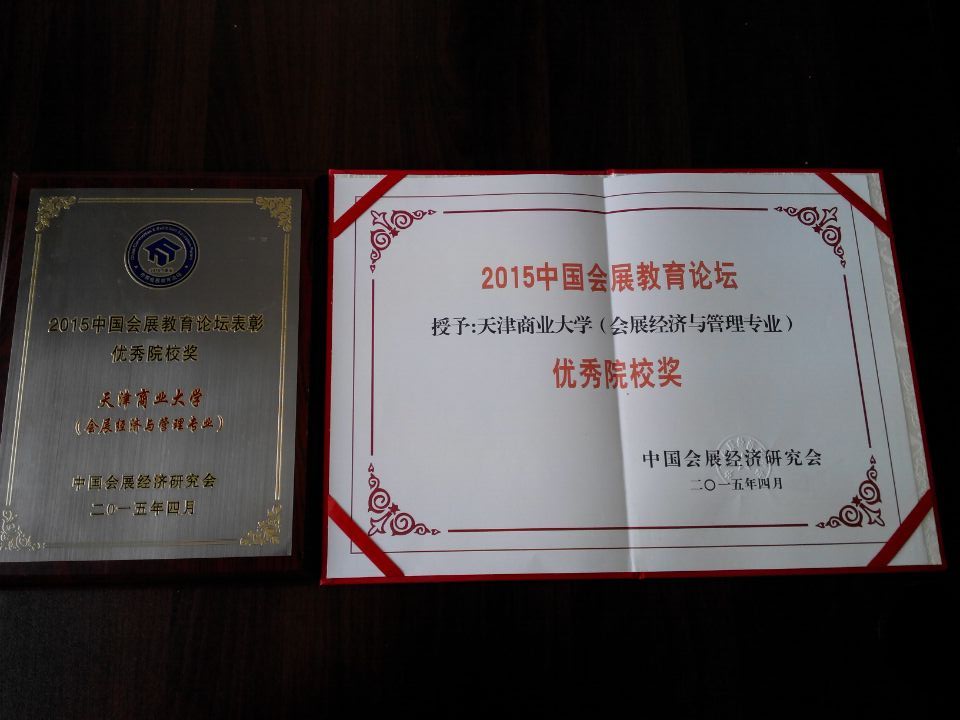 2015中国会展教育论坛表彰
优秀院校奖
天津商业大学
（会展经济与管理专业）
中国会展经济研究会
二〇一五年四月
2015中国会展教育论坛
授予:天津商业大学（会展经济与管理专业）
优秀院校奖
中国会展经济研究会
二〇一五年四月